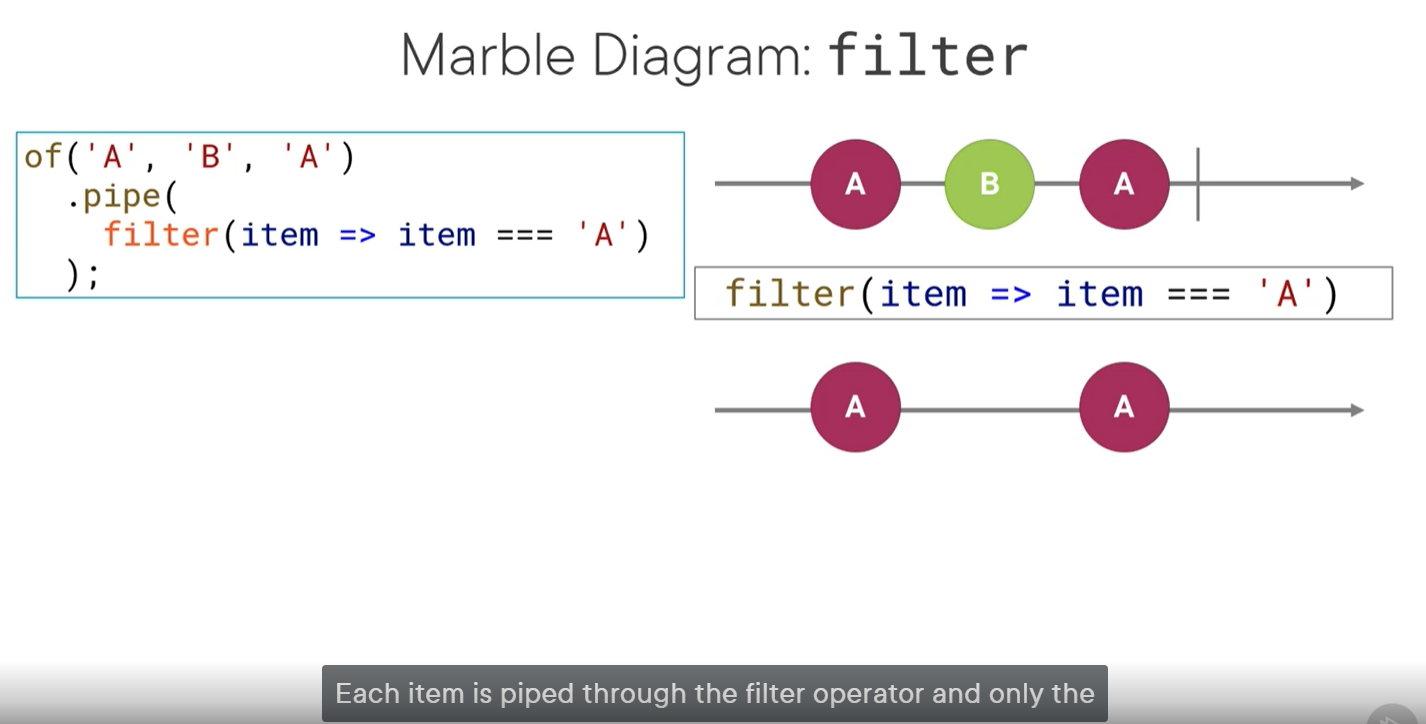 Marble Diagram: filter
of('A', 'B', 'A')
.pipe(
filter(item => item === 'A')
);
A B A
filter(item => item === 'A')
A A
Each item is piped through the filter operator and only the